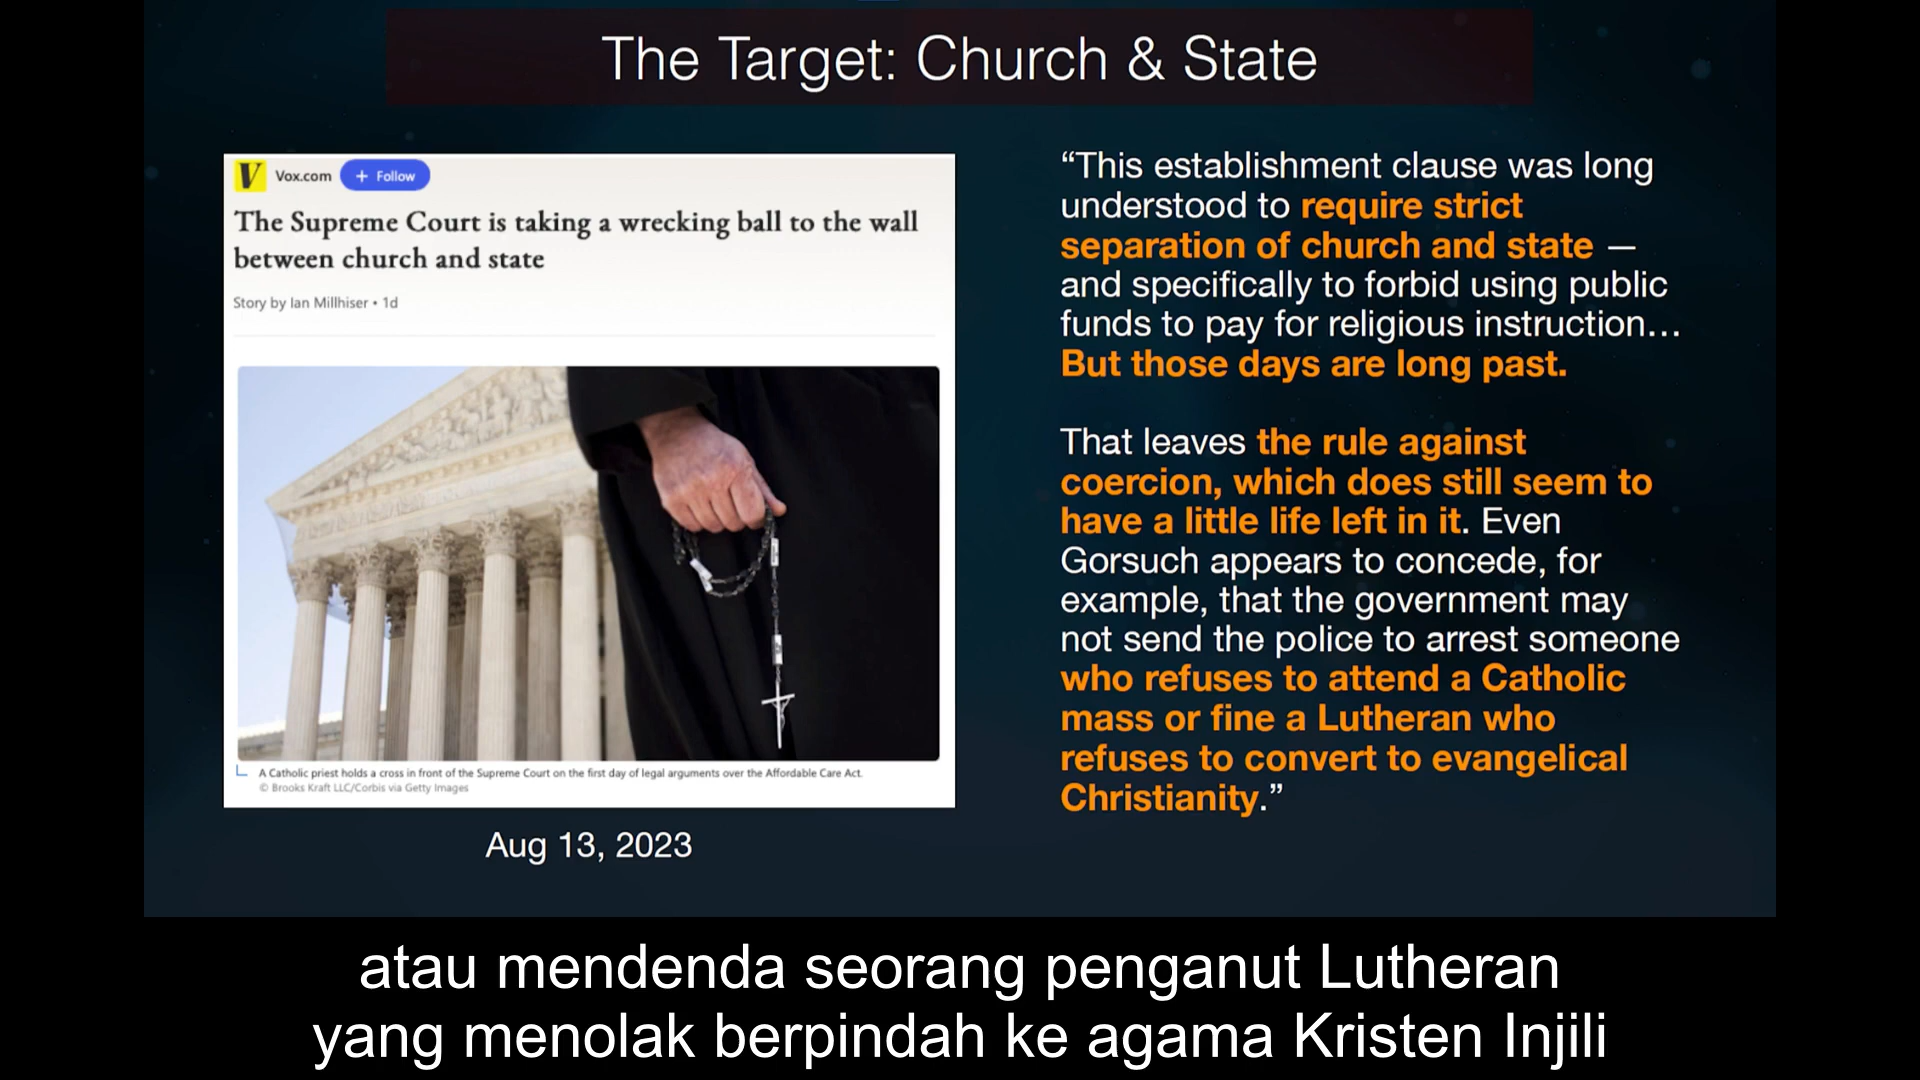 The Target: Church & State
Vox.com
+ Follow
The Supreme Court is taking a wrecking ball to the wall
between church and state
Story by Ian Millhiser • 1d
A Catholic priest holds a cross in front of the Supreme Court on the first day of legal arguments over the Affordable Care Act.
© Brooks Kraft LLC/Corbis via Getty Images
Aug 13, 2023
“This establishment clause was long
understood to require strict
separation of church and state —
and specifically to forbid using public
funds to pay for religious instruction…
But those days are long past.
That leaves the rule against
coercion, which does still seem to
have a little life left in it. Even
Gorsuch appears to concede, for
example, that the government may
not send the police to arrest someone
who refuses to attend a Catholic
mass or fine a Lutheran who
refuses to convert to evangelical
Christianity.”
atau mendenda seorang penganut Lutheran
yang menolak berpindah ke agama Kristen Injili